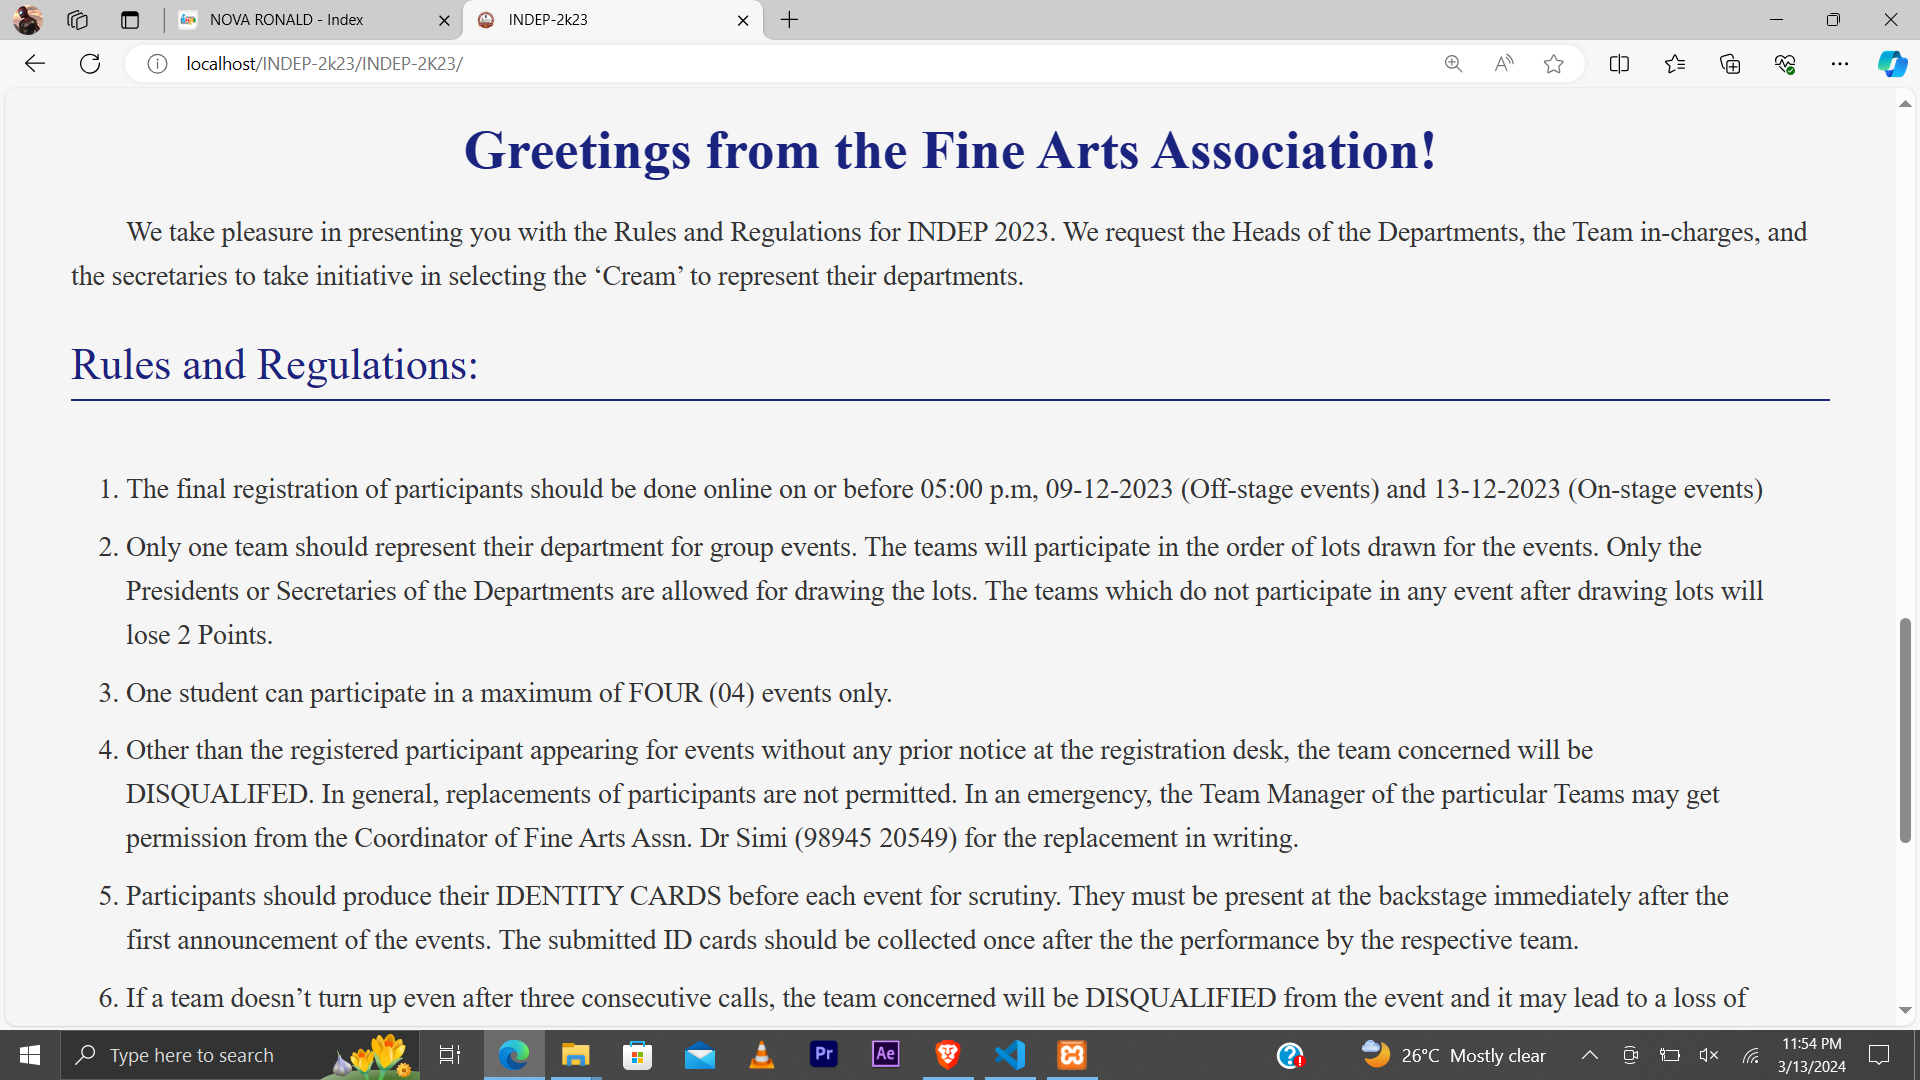 NOVA RONALD - Index
INDEP-2k23
localhost/INDEP-2k23/INDEP-2K23/
Greetings from the Fine Arts Association!
We take pleasure in presenting you with the Rules and Regulations for INDEP 2023. We request the Heads of the Departments, the Team in-charges, and
the secretaries to take initiative in selecting the ‘Cream’ to represent their departments.
Rules and Regulations:
1. The final registration of participants should be done online on or before 05:00 p.m, 09-12-2023 (Off-stage events) and 13-12-2023 (On-stage events)
2. Only one team should represent their department for group events. The teams will participate in the order of lots drawn for the events. Only the
Presidents or Secretaries of the Departments are allowed for drawing the lots. The teams which do not participate in any event after drawing lots will
lose 2 Points.
3. One student can participate in a maximum of FOUR (04) events only.
4. Other than the registered participant appearing for events without any prior notice at the registration desk, the team concerned will be
DISQUALIFED. In general, replacements of participants are not permitted. In an emergency, the Team Manager of the particular Teams may get
permission from the Coordinator of Fine Arts Assn. Dr Simi (98945 20549) for the replacement in writing.
5. Participants should produce their IDENTITY CARDS before each event for scrutiny. They must be present at the backstage immediately after the
first announcement of the events. The submitted ID cards should be collected once after the the performance by the respective team.
6. If a team doesn’t turn up even after three consecutive calls, the team concerned will be DISQUALIFIED from the event and it may lead to a loss of
Type here to search
Pr
Ae
26°C Mostly clear
11:54 PM
3/13/2024